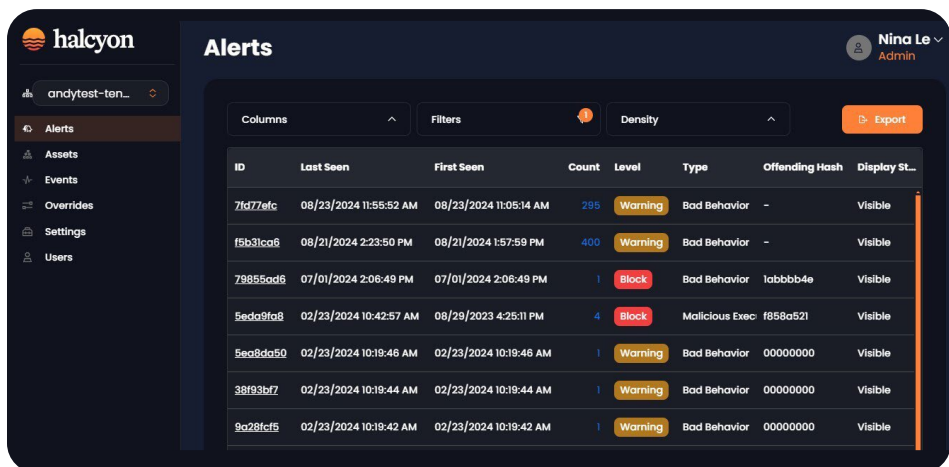 halcyon
Alerts
Nina Le
Admin
andytest-ten...
Alerts
Assets
Events
Overrides
Settings
Users
Columns Filters 1 Density Export
ID Last Seen First Seen Count Level Type Offending Hash Display St...
7fd77efc 08/23/2024 11:55:52 AM 08/23/2024 11:05:14 AM 295 Warning Bad Behavior - Visible
f5b31ca6 08/21/2024 2:23:50 PM 08/21/2024 1:57:59 PM 400 Warning Bad Behavior - Visible
79855ad6 07/01/2024 2:06:49 PM 07/01/2024 2:06:49 PM 1 Block Bad Behavior 1abbbb4e Visible
5eda9fa8 02/23/2024 10:42:57 AM 08/29/2023 4:25:11 PM 4 Block Malicious Exec f858a521 Visible
5ea8da50 02/23/2024 10:19:46 AM 02/23/2024 10:19:46 AM 1 Warning Bad Behavior 00000000 Visible
38f93bf7 02/23/2024 10:19:44 AM 02/23/2024 10:19:44 AM 1 Warning Bad Behavior 00000000 Visible
9a28fcf5 02/23/2024 10:19:42 AM 02/23/2024 10:19:42 AM 1 Warning Bad Behavior 00000000 Visible